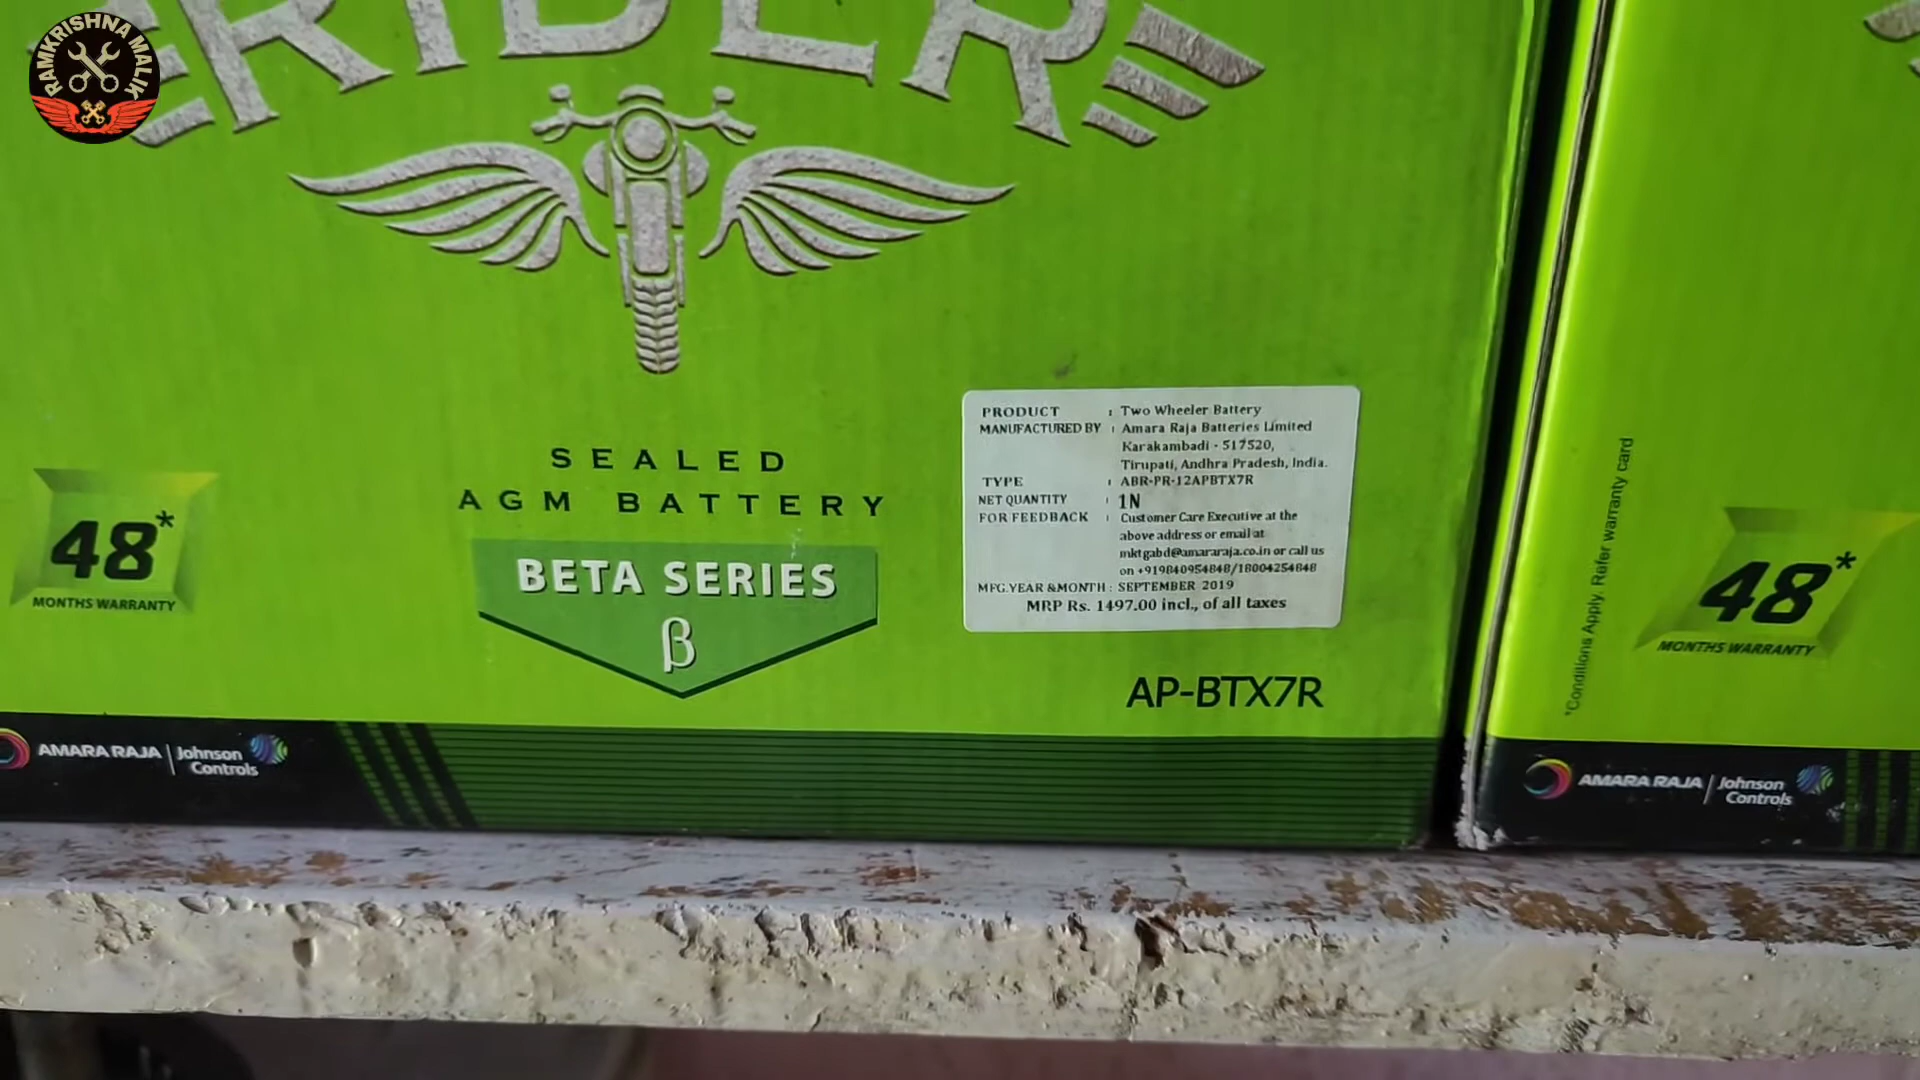 RAMKRISHNA MALIK
RIDER
SEALED
AGM BATTERY
BETA SERIES
β
48*
MONTHS WARRANTY
PRODUCT : Two Wheeler Battery
MANUFACTURED BY : Amara Raja Batteries Limited
Karakambadi - 517520,
Tirupati, Andhra Pradesh, India.
TYPE : ABR-PR-12APBTX7R
NET QUANTITY : 1N
FOR FEEDBACK : Customer Care Executive at the
above address or email at
mktgabd@amararaja.co.in or call us
on +919840954848/18004254848
MFG.YEAR &MONTH : SEPTEMBER 2019
MRP Rs. 1497.00 incl., of all taxes
AP-BTX7R
AMARA RAJA | Johnson
Controls
*Conditions Apply. Refer warranty card
48*
MONTHS WARRANTY
AMARA RAJA | Johnson
Controls